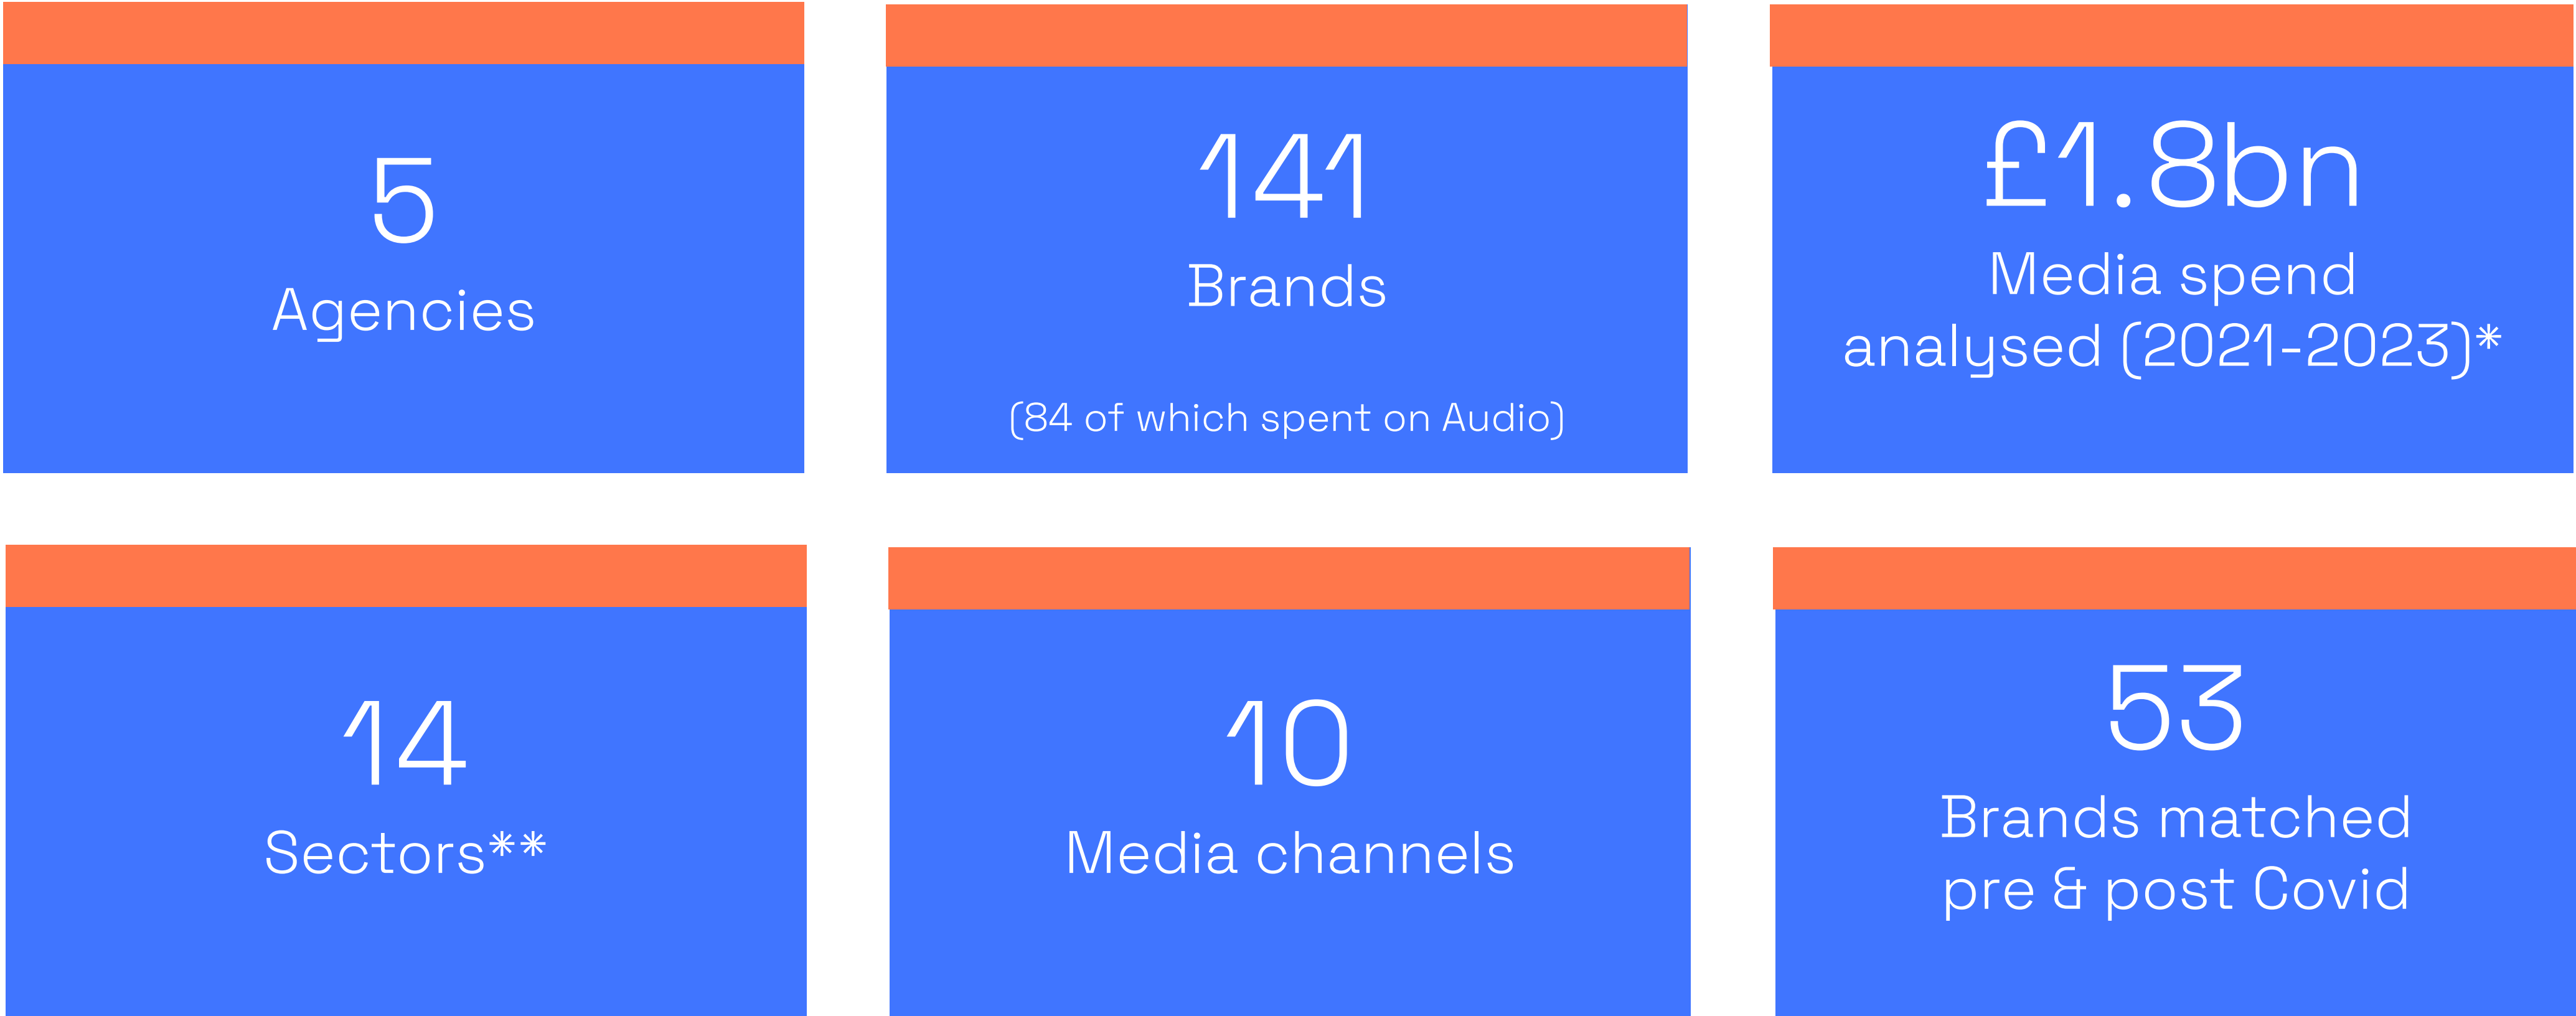 5
Agencies
141
Brands
(84 of which spent on Audio)
£1.8bn
Media spend
analysed (2021-2023)*
14
Sectors**
10
Media channels
53
Brands matched
pre & post Covid